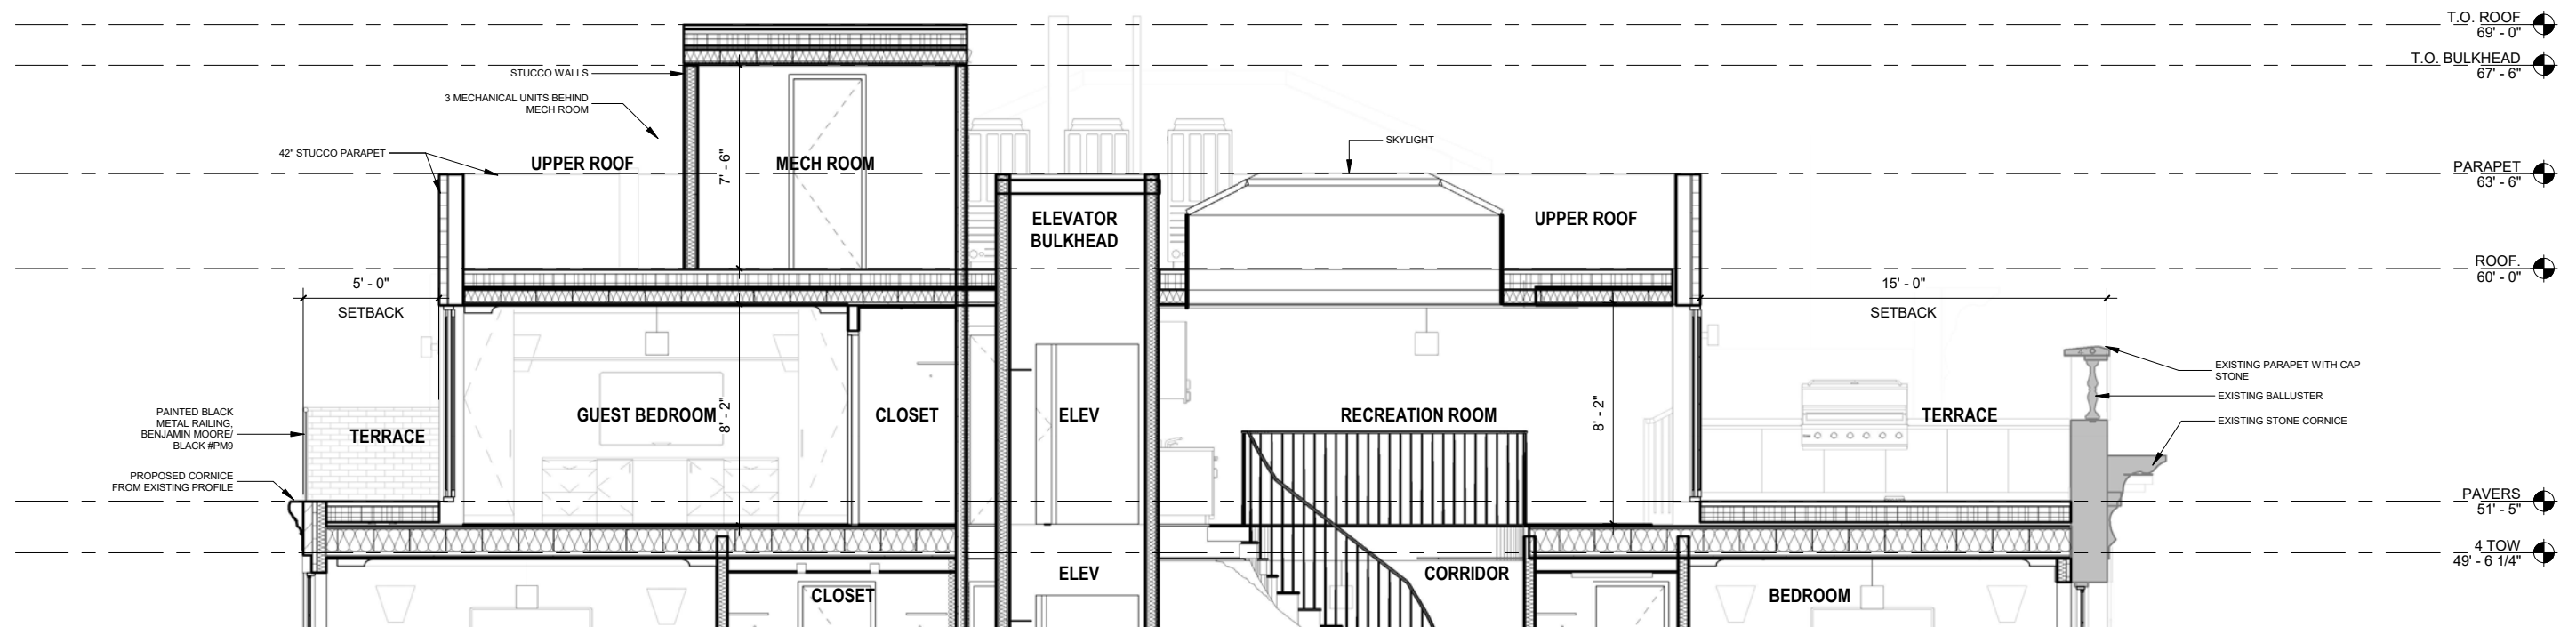 T.O. ROOF
69' - 0"
T.O. BULKHEAD
67' - 6"
STUCCO WALLS
3 MECHANICAL UNITS BEHIND
MECH ROOM
42" STUCCO PARAPET
UPPER ROOF
7' - 6"
MECH ROOM
SKYLIGHT
PARAPET
63' - 6"
ELEVATOR
BULKHEAD
UPPER ROOF
ROOF.
60' - 0"
5' - 0"
SETBACK
15' - 0"
SETBACK
EXISTING PARAPET WITH CAP
STONE
EXISTING BALLUSTER
EXISTING STONE CORNICE
PAINTED BLACK
METAL RAILING,
BENJAMIN MOORE/
BLACK #PM9
TERRACE
GUEST BEDROOM
8' - 2"
CLOSET
ELEV
RECREATION ROOM
8' - 2"
TERRACE
PROPOSED CORNICE
FROM EXISTING PROFILE
PAVERS
51' - 5"
4 TOW
49' - 6 1/4"
CLOSET
ELEV
CORRIDOR
BEDROOM